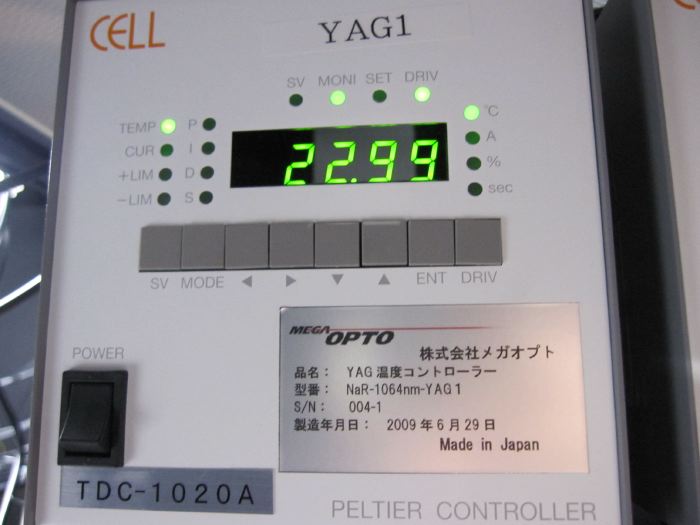 CELL
YAG1
SV MONI SET DRIV
TEMP P °C
CUR I A
+LIM D %
-LIM S sec
22.99
SV MODE ◀ ▶ ▼ ▲ ENT DRIV
MEGA OPTO
株式会社メガオプト
品名: YAG 温度コントローラー
型番: NaR-1064nm-YAG1
S/N: 004-1
製造年月日: 2009年6月29日
Made in Japan
POWER
TDC-1020A
PELTIER CONTROLLER